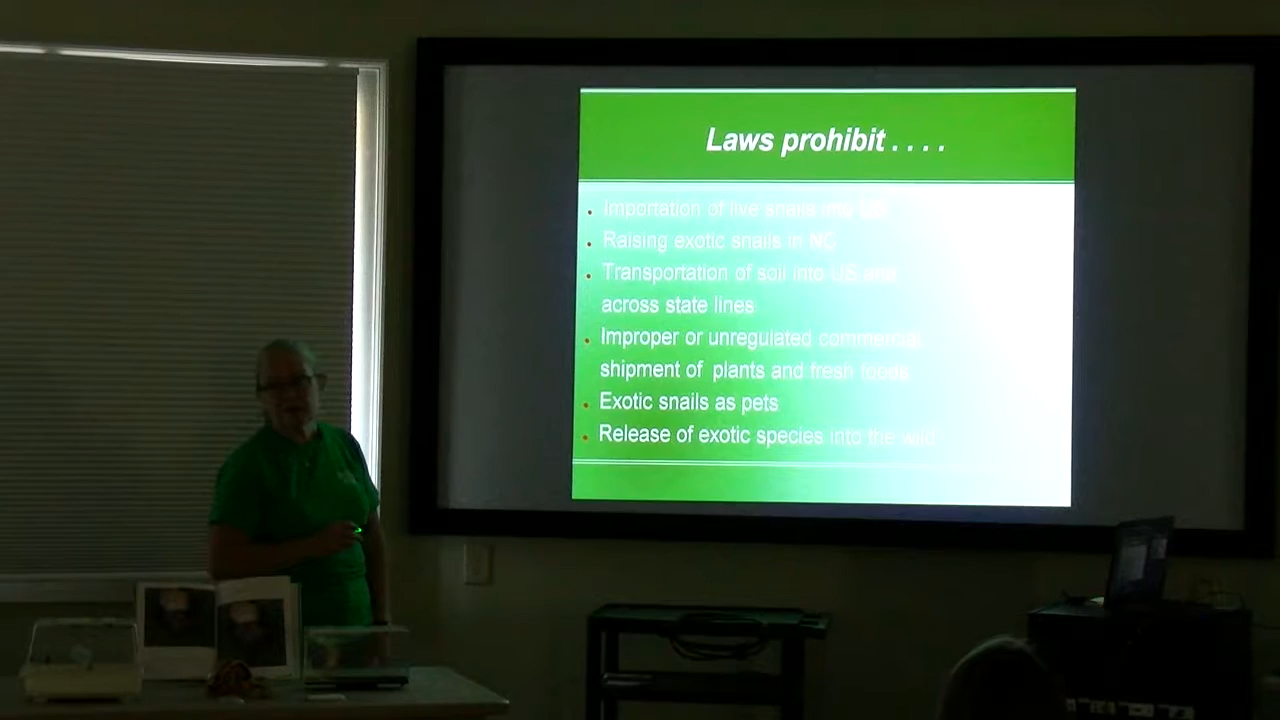 Laws prohibit . . . .
• Importation of live snails into US
• Raising exotic snails in NC
• Transportation of soil into US and
across state lines
• Improper or unregulated commercial
shipment of plants and fresh foods
• Exotic snails as pets
• Release of exotic species into the wild